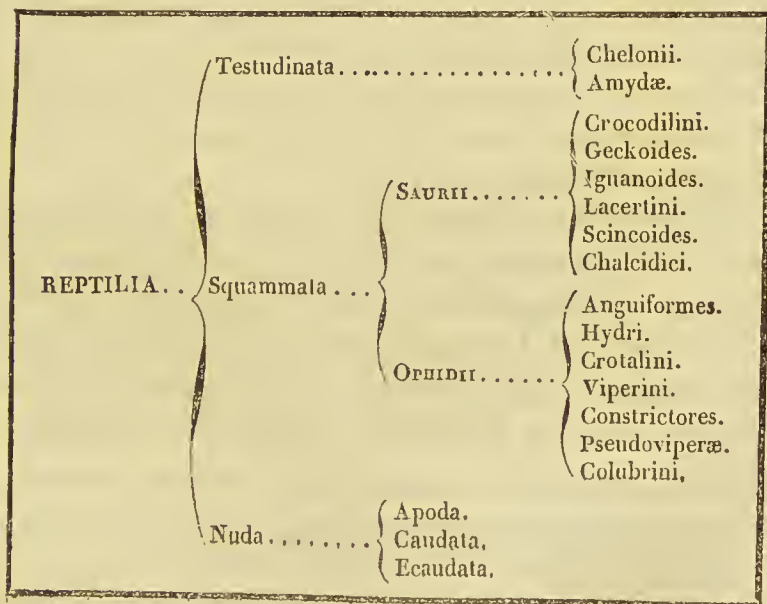 Testudinata . . . . . . . . . . . . . . . . . . . Chelonii.
Amydæ.
Crocodilini.
Geckoides.
SAURII . . . . . . . Iguanoides.
Lacertini.
Scincoides.
Chalcidici.
REPTILIA . . Squammata . . .
Anguiformes.
Hydri.
Crotalini.
OPHIDII . . . . . . Viperini.
Constrictores.
Pseudoviperæ.
Colubrini.
Nuda . . . . . . . . Apoda.
Caudata.
Ecaudata.